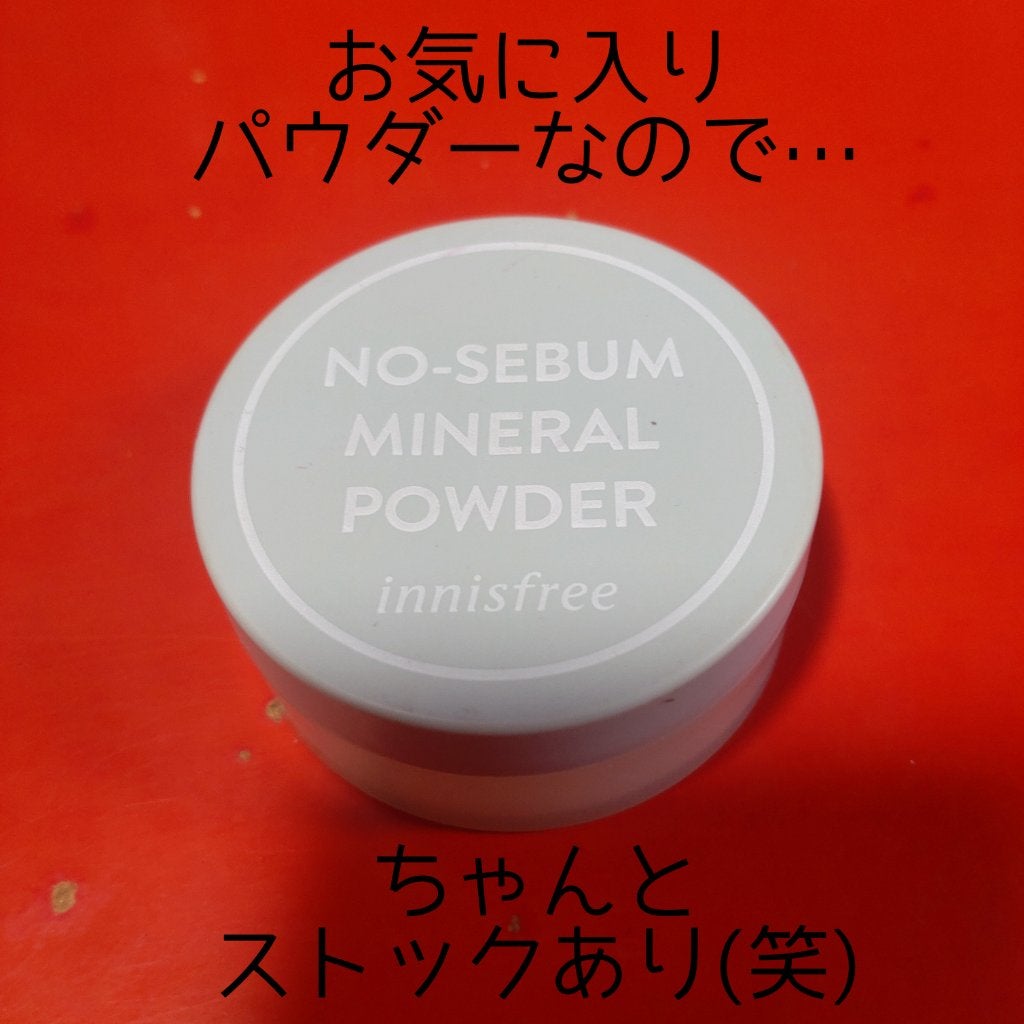 お気に入り
パウダーなので…
NO-SEBUM
MINERAL
POWDER
innisfree
ちゃんと
ストックあり(笑)